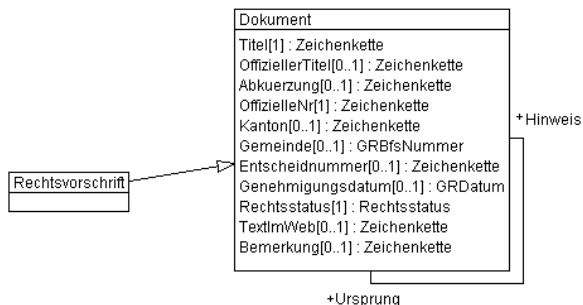 Dokument
Titel[1] : Zeichenkette
OffiziellerTitel[0..1] : Zeichenkette
Abkuerzung[0..1] : Zeichenkette
OffizielleNr[1] : Zeichenkette
Kanton[0..1] : Zeichenkette
Gemeinde[0..1] : GRBfsNummer
Entscheidnummer[0..1] : Zeichenkette
Genehmigungsdatum[0..1] : GRDatum
Rechtsstatus[1] : Rechtsstatus
TextImWeb[0..1] : Zeichenkette
Bemerkung[0..1] : Zeichenkette
+Hinweis
Rechtsvorschrift
+Ursprung